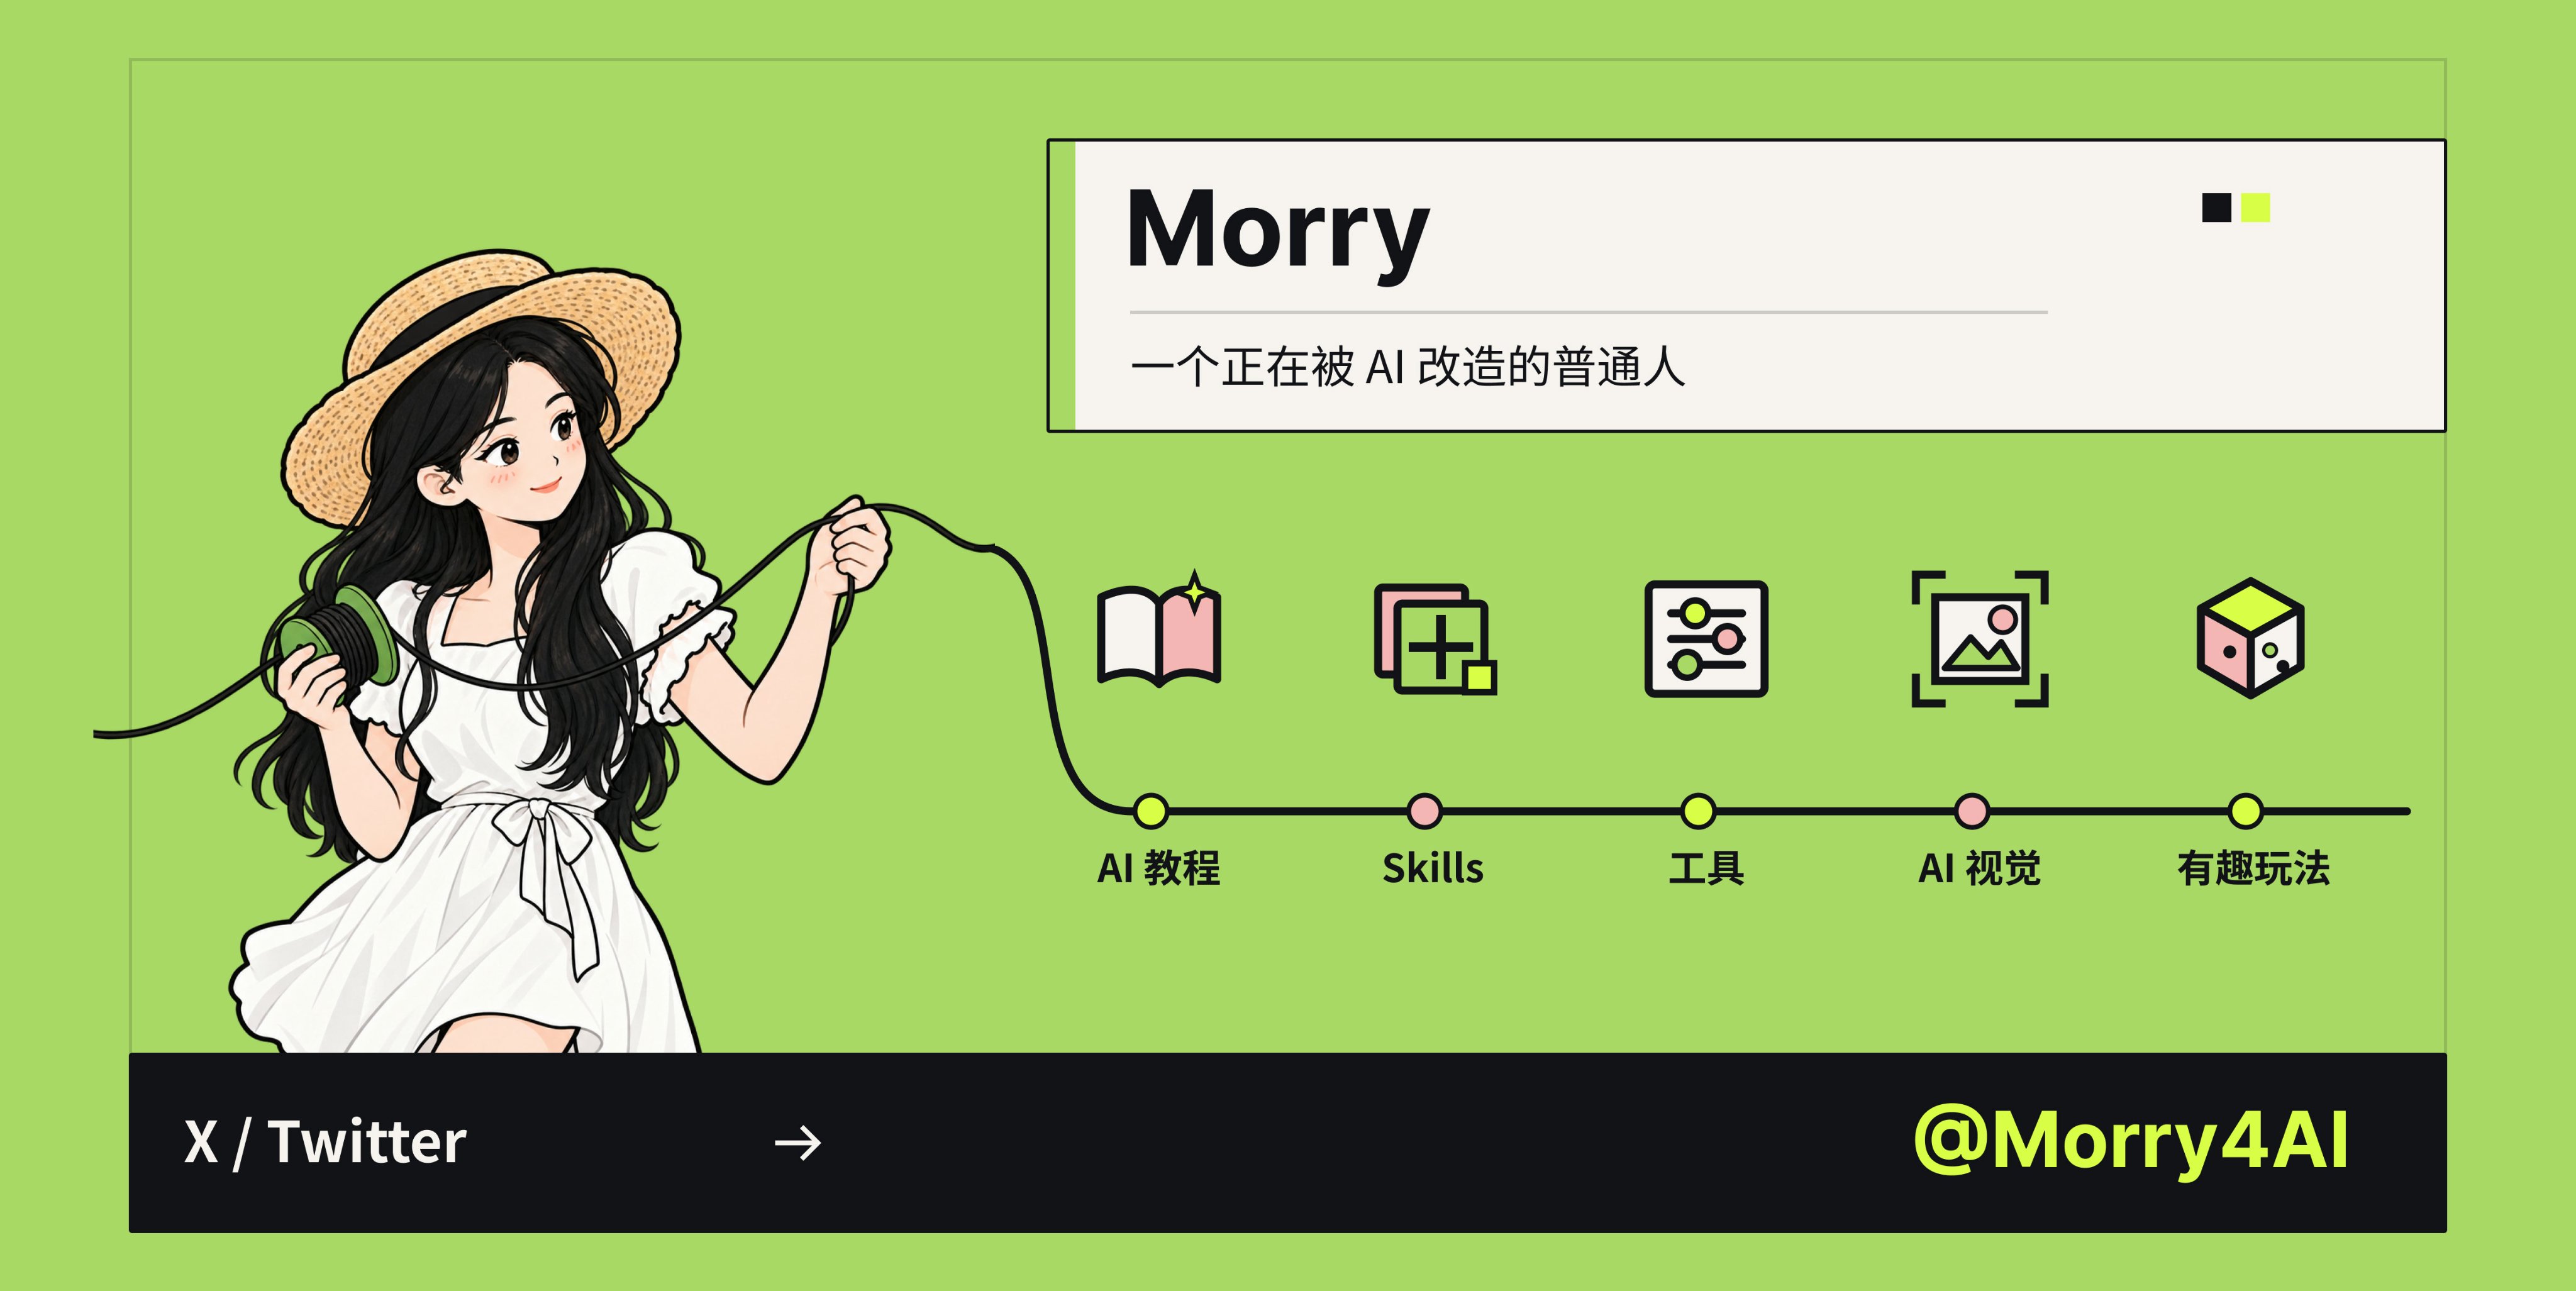 Morry
一个正在被 AI 改造的普通人
AI 教程
Skills
工具
AI 视觉
有趣玩法
X / Twitter
→
@Morry4AI